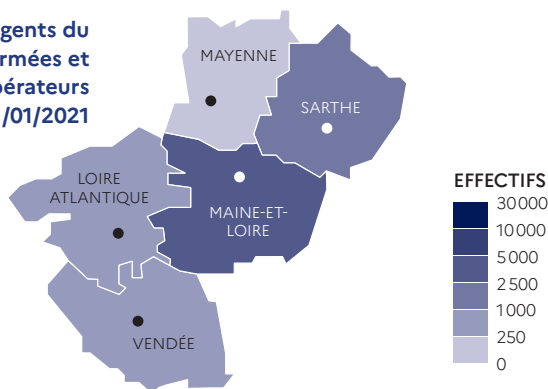 gents du
rmées et
pérateurs
/01/2021
MAYENNE
SARTHE
LOIRE
ATLANTIQUE
MAINE-ET-
LOIRE
VENDÉE
EFFECTIFS
30 000
10 000
5 000
2 500
1 000
250
0